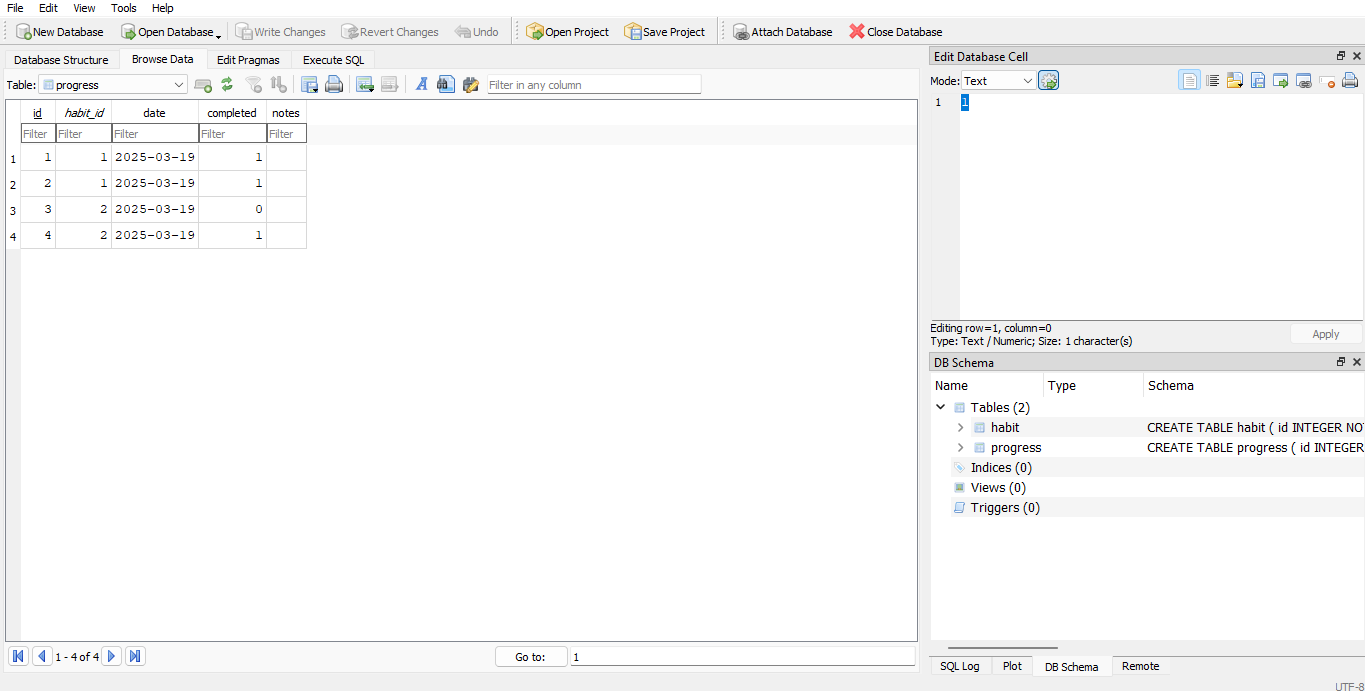 File Edit View Tools Help
New Database Open Database Write Changes Revert Changes Undo Open Project Save Project Attach Database Close Database
Database Structure Browse Data Edit Pragmas Execute SQL
Table: progress Filter in any column
id habit_id date completed notes
Filter Filter Filter Filter Filter
1 1 1 2025-03-19 1
2 2 1 2025-03-19 1
3 3 2 2025-03-19 0
4 4 2 2025-03-19 1
1 - 4 of 4 Go to: 1
Edit Database Cell
Mode: Text
1 1
Editing row=1, column=0
Type: Text / Numeric; Size: 1 character(s)
Apply
DB Schema
Name Type Schema
Tables (2)
habit CREATE TABLE habit ( id INTEGER NO
progress CREATE TABLE progress ( id INTEGER
Indices (0)
Views (0)
Triggers (0)
SQL Log Plot DB Schema Remote
UTF-8